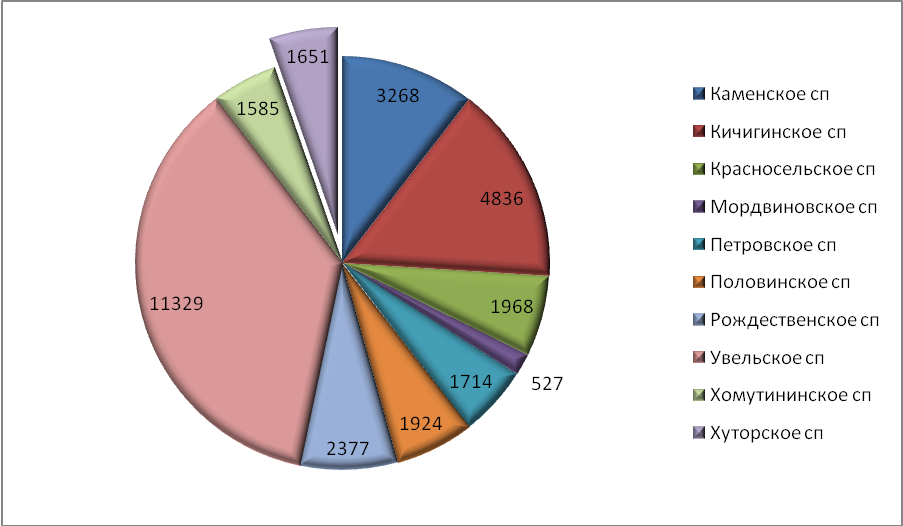 1651
3268
1585
4836
11329
1968
1714
527
1924
2377
Каменское сп
Кичигинское сп
Красносельское сп
Мордвиновское сп
Петровское сп
Половинское сп
Рождественское сп
Увельское сп
Хомутининское сп
Хуторское сп